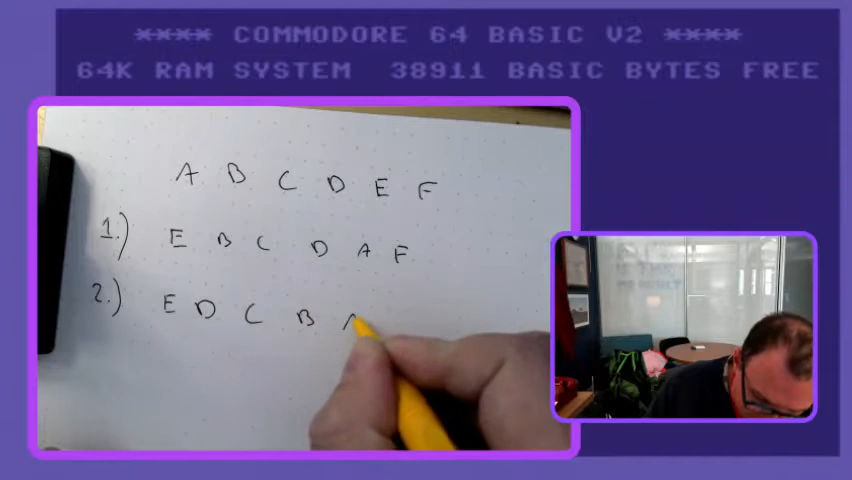 **** COMMODORE 64 BASIC V2 ****
64K RAM SYSTEM 38911 BASIC BYTES FREE
A B C D E F
1.) E B C D A F
2.) E D C B A